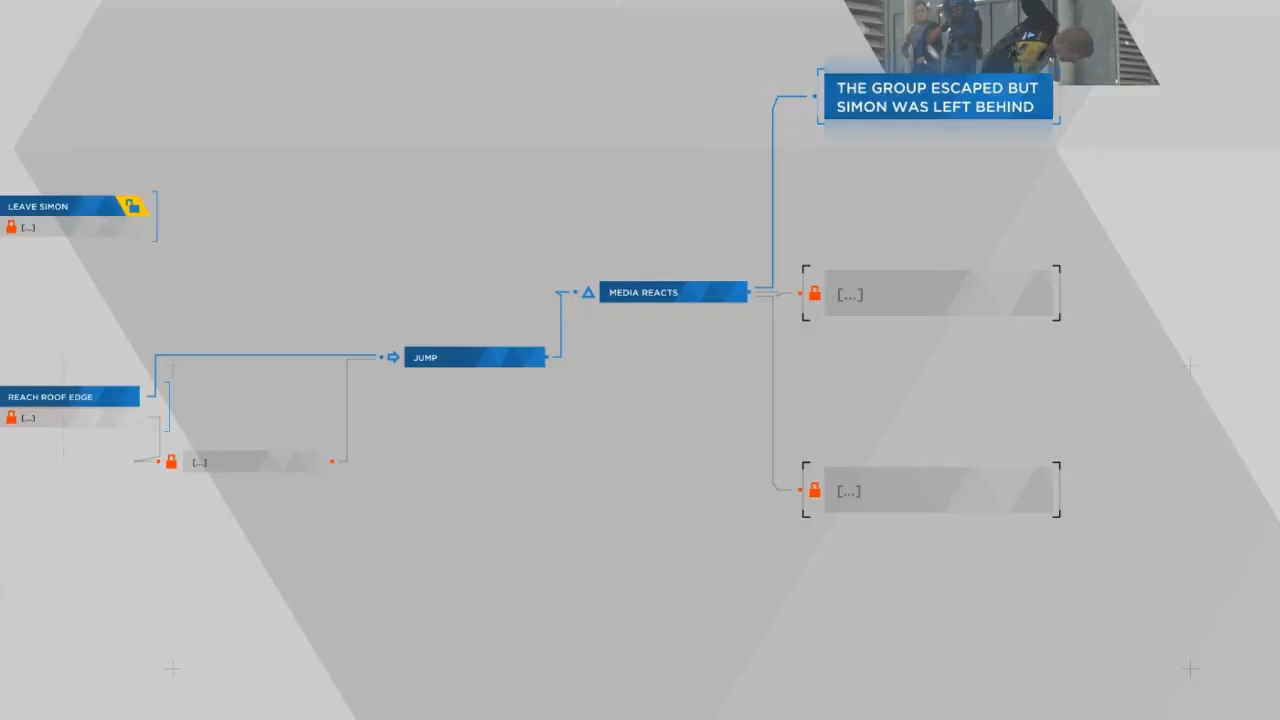 THE GROUP ESCAPED BUT
SIMON WAS LEFT BEHIND
LEAVE SIMON
[...]
MEDIA REACTS
[...]
JUMP
REACH ROOF EDGE
[...]
[...]
[...]